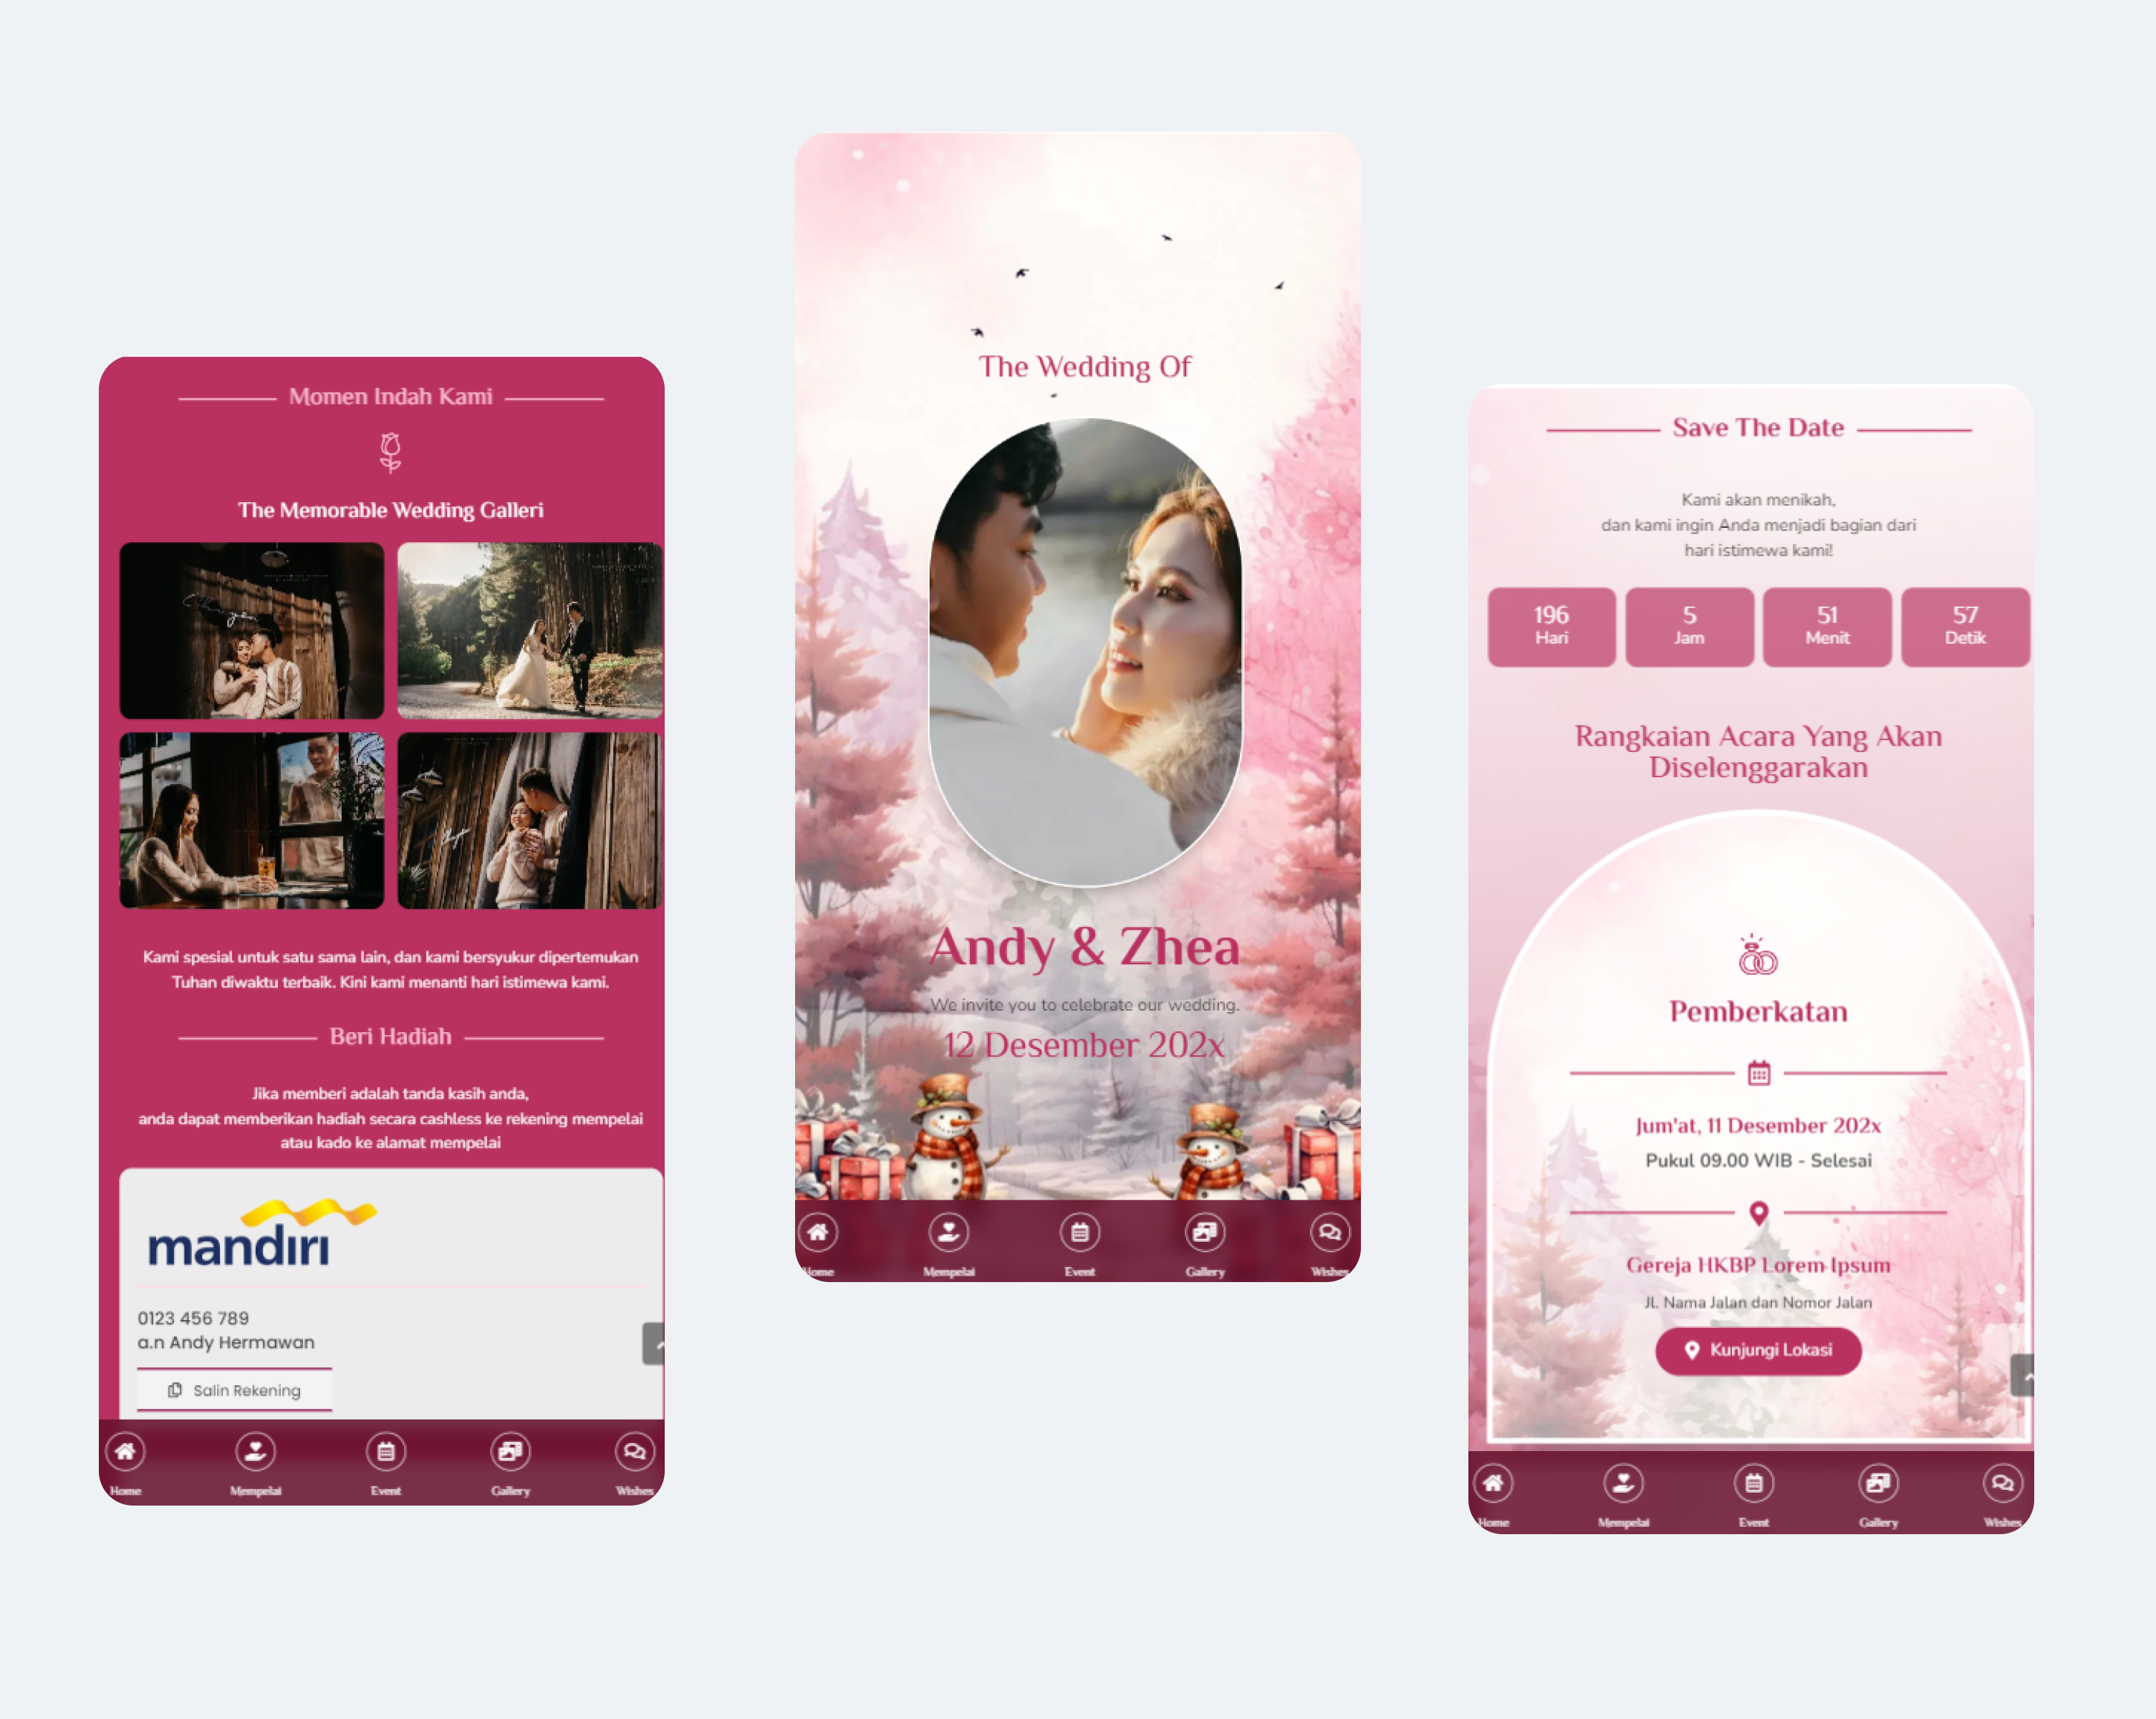 Momen Indah Kami
The Memorable Wedding Galleri
Kami spesial untuk satu sama lain, dan kami bersyukur dipertemukan
Tuhan diwaktu terbaik. Kini kami menanti hari istimewa kami.
Beri Hadiah
Jika memberi adalah tanda kasih anda,
anda dapat memberikan hadiah secara cashless ke rekening mempelai
atau kado ke alamat mempelai
mandiri
0123 456 789
a.n Andy Hermawan
Salin Rekening
Home
Mempelai
Event
Gallery
Wishes
The Wedding Of
Andy & Zhea
We invite you to celebrate our wedding.
12 Desember 202x
Home
Mempelai
Event
Gallery
Wishes
Save The Date
Kami akan menikah,
dan kami ingin Anda menjadi bagian dari
hari istimewa kami!
196
Hari
5
Jam
51
Menit
57
Detik
Rangkaian Acara Yang Akan
Diselenggarakan
Pemberkatan
Jum'at, 11 Desember 202x
Pukul 09.00 WIB - Selesai
Gereja HKBP Lorem Ipsum
Jl. Nama Jalan dan Nomor Jalan
Kunjungi Lokasi
Home
Mempelai
Event
Gallery
Wishes